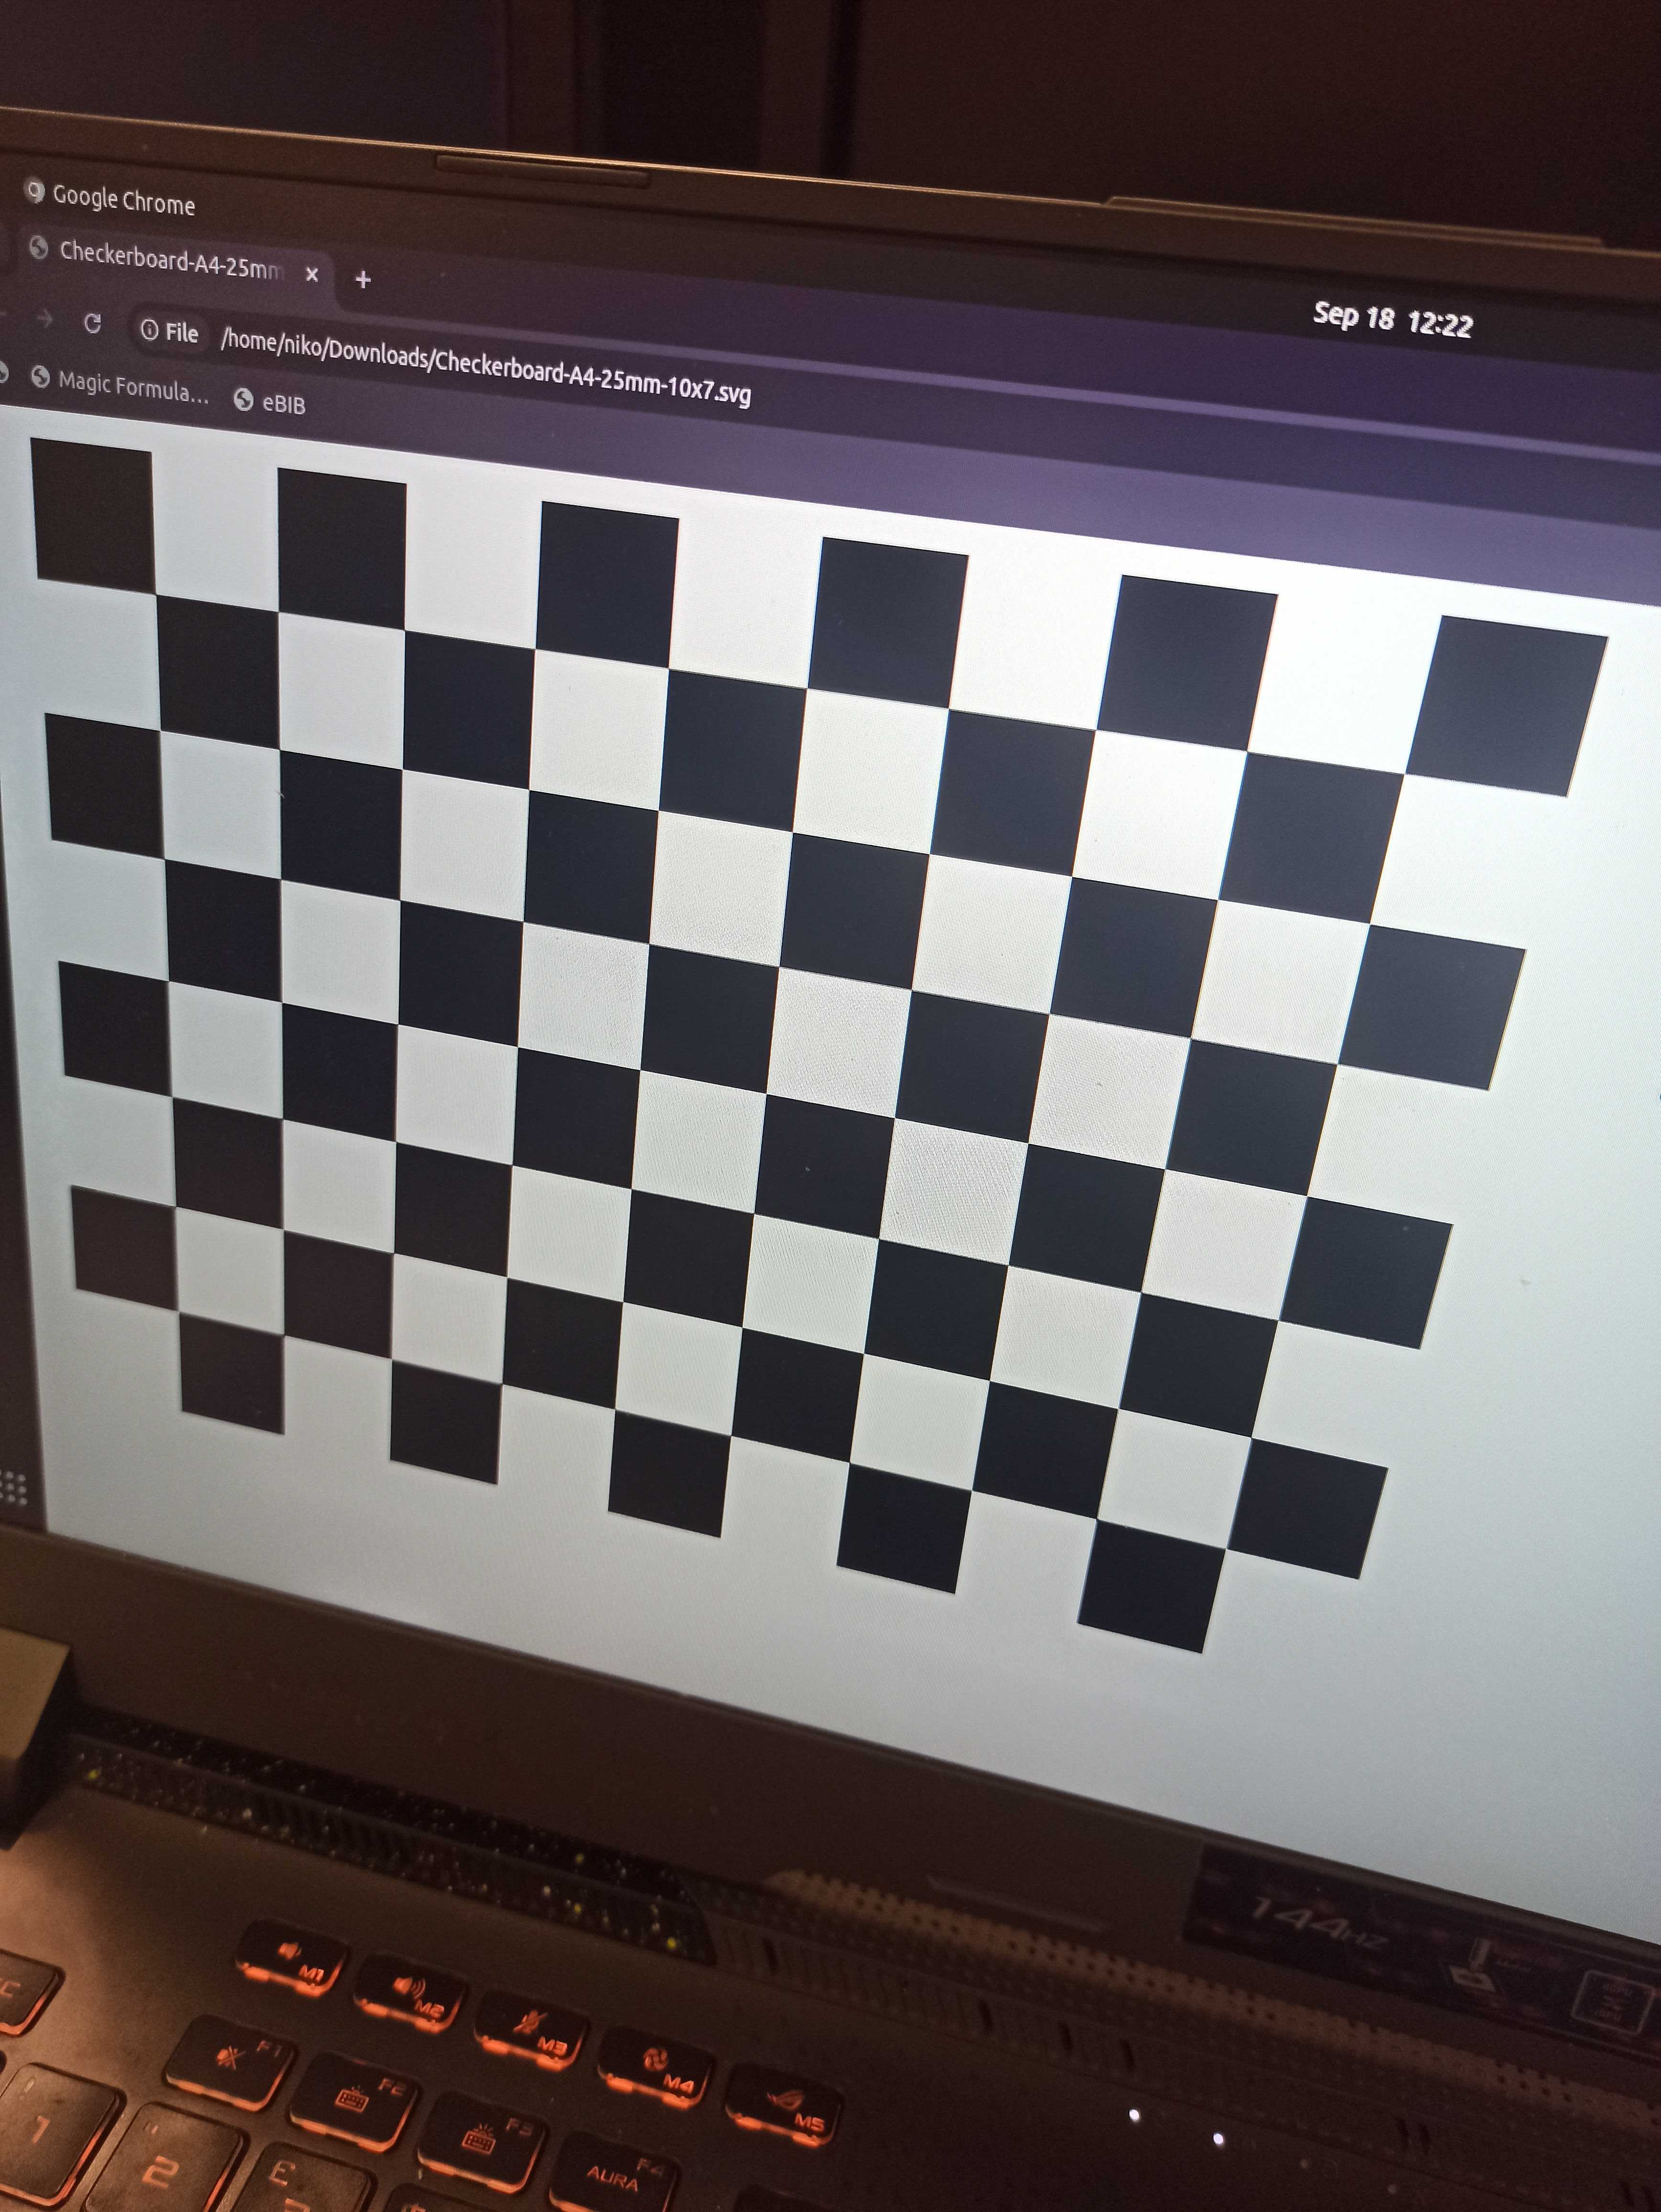 Google Chrome
Checkerboard-A4-25mm
Sep 18 12:22
File /home/niko/Downloads/Checkerboard-A4-25mm-10x7.svg
Magic Formula...
eBIB
144Hz
M1
M2
M3
M4
M5
F1
F2
F3
F4
AURA
1
"
2
£